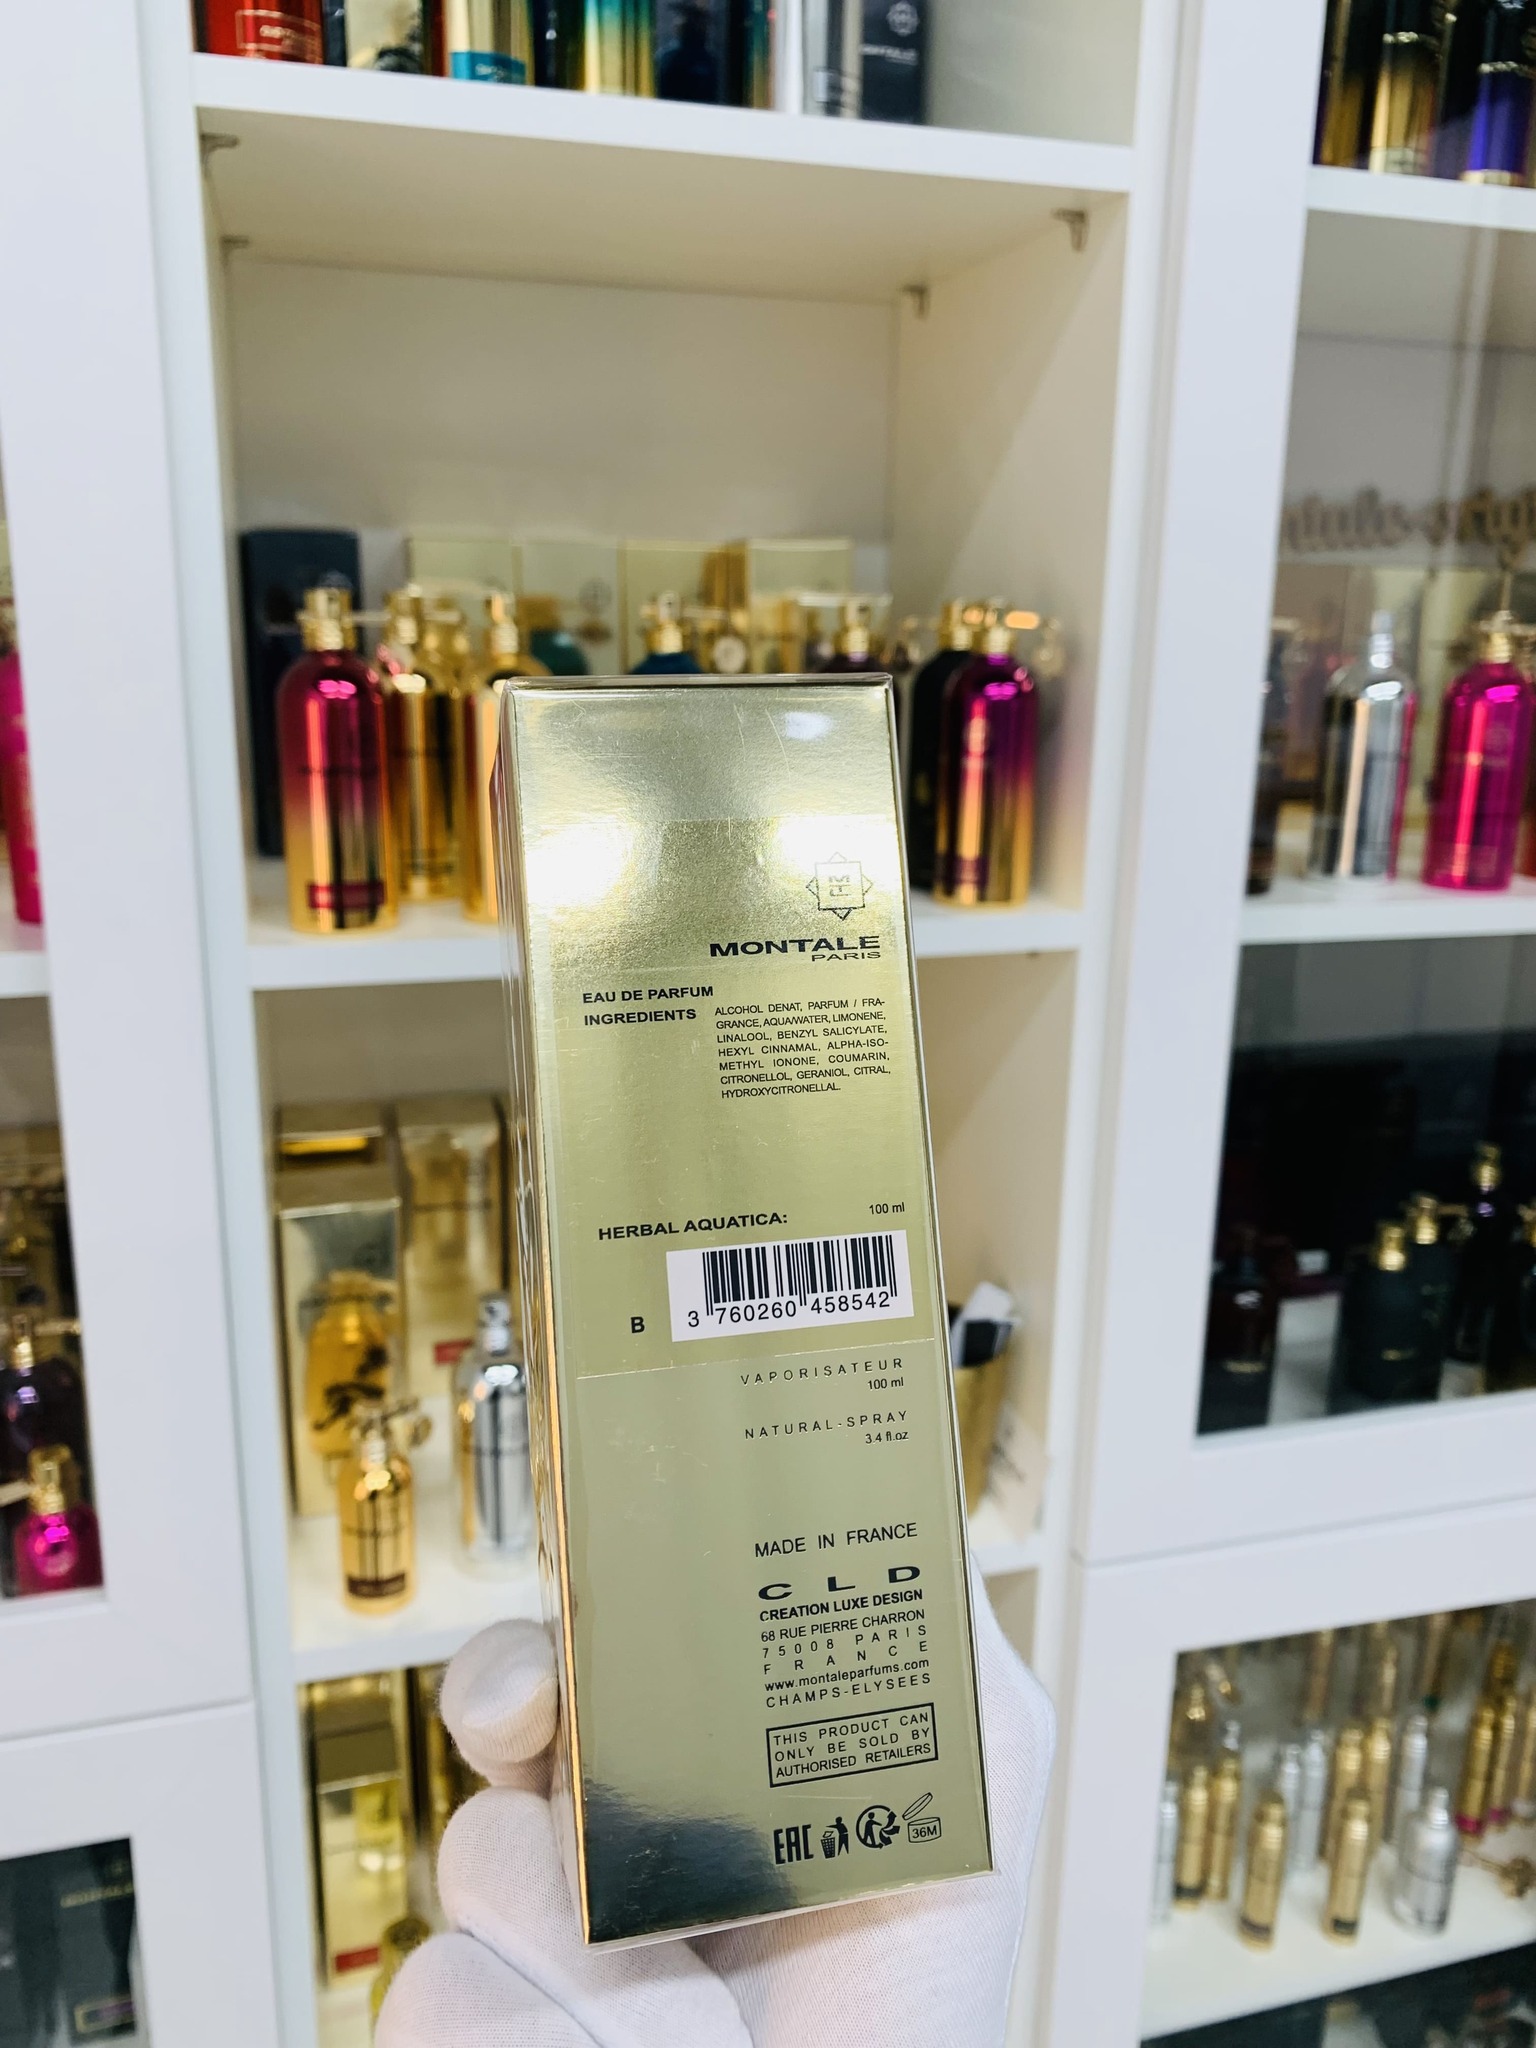 MONTALE
PARIS
EAU DE PARFUM
INGREDIENTS
ALCOHOL DENAT, PARFUM / FRA-
GRANCE, AQUA/WATER, LIMONENE,
LINALOOL, BENZYL SALICYLATE,
HEXYL CINNAMAL, ALPHA-ISO-
METHYL IONONE, COUMARIN,
CITRONELLOL, GERANIOL, CITRAL,
HYDROXYCITRONELLAL.
HERBAL AQUATICA:
100 ml
B
3 760260 458542
VAPORISATEUR
100 ml
NATURAL-SPRAY
3.4 fl.oz
MADE IN FRANCE
CLD
CREATION LUXE DESIGN
68 RUE PIERRE CHARRON
75008 PARIS
FRANCE
www.montaleparfums.com
CHAMPS-ELYSEES
THIS PRODUCT CAN
ONLY BE SOLD BY
AUTHORISED RETAILERS
EAC
36M